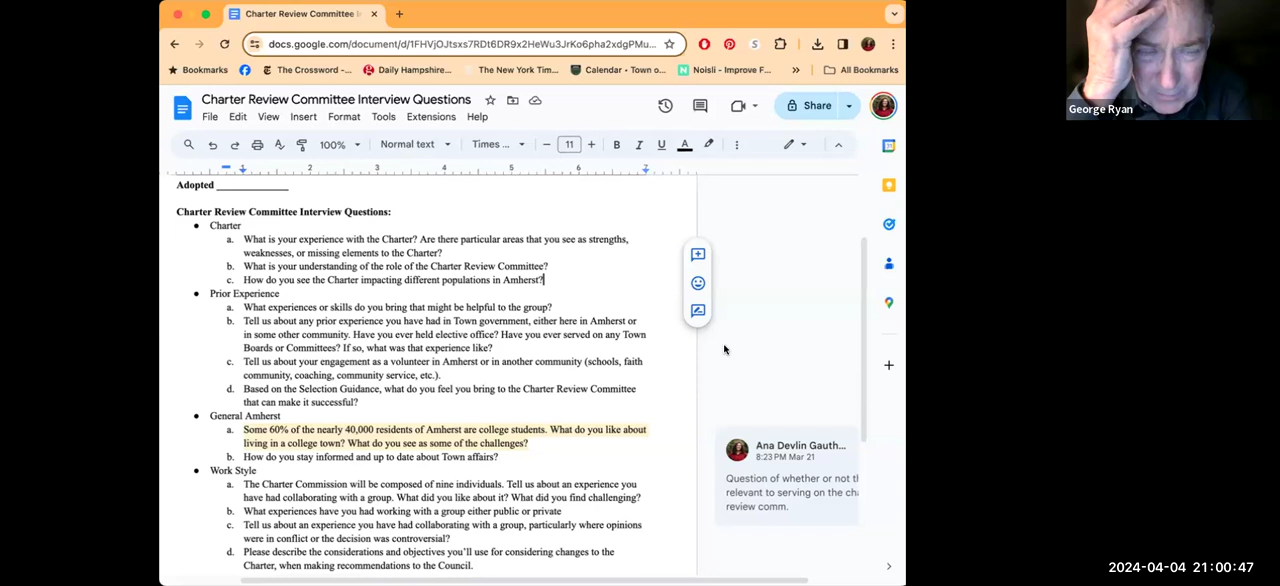 Charter Review Committee I
docs.google.com/document/d/1FHVjOJtsxs7RDt6DR9x2HeWu3JrKo6pha2xdgPMu...
Bookmarks
The Crossword -...
Daily Hampshire...
The New York Tim...
Calendar • Town o...
Noisli - Improve F...
»
All Bookmarks
Charter Review Committee Interview Questions
File Edit View Insert Format Tools Extensions Help
Share
100% Normal text Times ... − 11 + B I U A
1 2 3 4 5 6 7
Adopted ______________
Charter Review Committee Interview Questions:
● Charter
a. What is your experience with the Charter? Are there particular areas that you see as strengths,
weaknesses, or missing elements to the Charter?
b. What is your understanding of the role of the Charter Review Committee?
c. How do you see the Charter impacting different populations in Amherst?
● Prior Experience
a. What experiences or skills do you bring that might be helpful to the group?
b. Tell us about any prior experience you have had in Town government, either here in Amherst or
in some other community. Have you ever held elective office? Have you ever served on any Town
Boards or Committees? If so, what was that experience like?
c. Tell us about your engagement as a volunteer in Amherst or in another community (schools, faith
community, coaching, community service, etc.).
d. Based on the Selection Guidance, what do you feel you bring to the Charter Review Committee
that can make it successful?
● General Amherst
a. Some 60% of the nearly 40,000 residents of Amherst are college students. What do you like about
living in a college town? What do you see as some of the challenges?
b. How do you stay informed and up to date about Town affairs?
● Work Style
a. The Charter Commission will be composed of nine individuals. Tell us about an experience you
have had collaborating with a group. What did you like about it? What did you find challenging?
b. What experiences have you had working with a group either public or private
c. Tell us about an experience you have had collaborating with a group, particularly where opinions
were in conflict or the decision was controversial?
d. Please describe the considerations and objectives you'll use for considering changes to the
Charter, when making recommendations to the Council.
Ana Devlin Gauth...
8:23 PM Mar 21
Question of whether or not th
relevant to serving on the cha
review comm.
George Ryan
2024-04-04 21:00:47